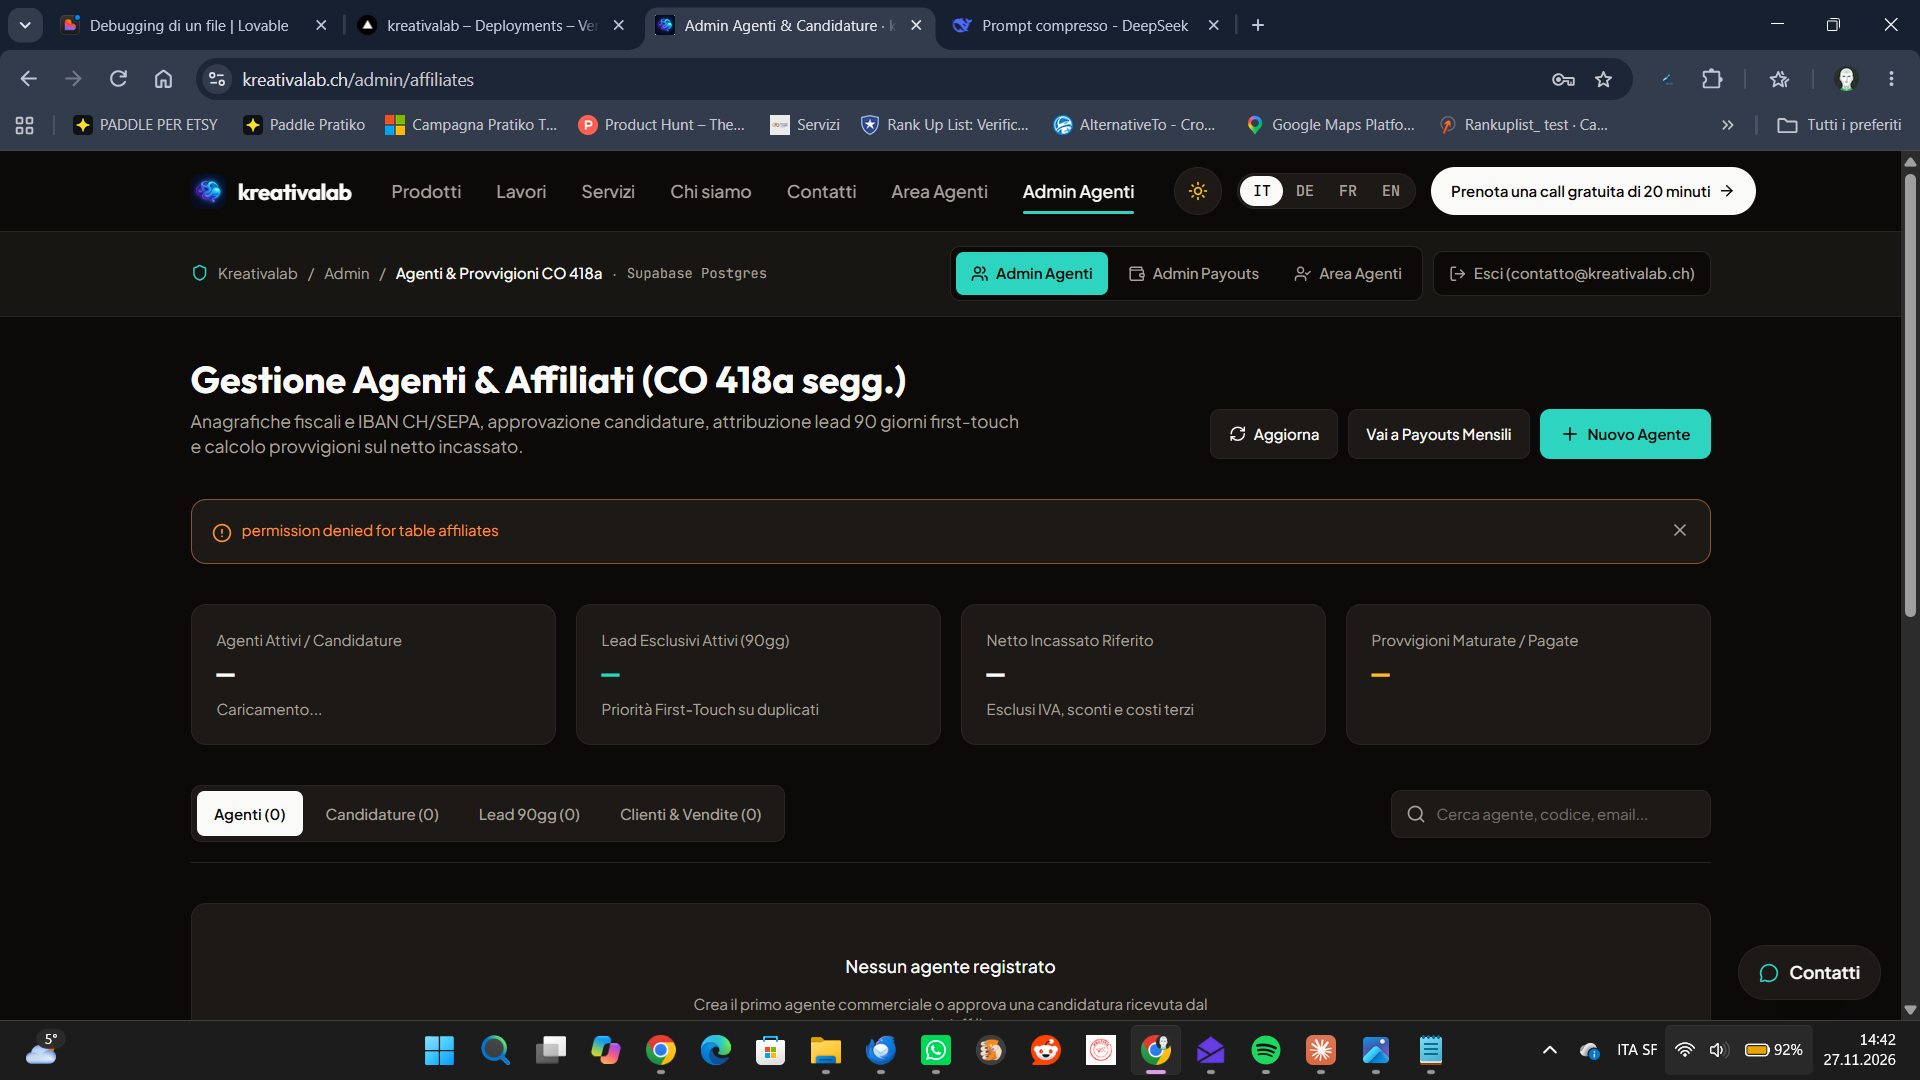 Debugging di un file | Lovable
kreativalab – Deployments – Ver
Admin Agenti & Candidature · k
Prompt compresso - DeepSeek
kreativalab.ch/admin/affiliates
PADDLE PER ETSY
Paddle Pratiko
Campagna Pratiko T...
Product Hunt – The...
Servizi
Rank Up List: Verific...
AlternativeTo - Cro...
Google Maps Platfo...
Rankuplist_ test · Ca...
Tutti i preferiti
kreativalab
Prodotti
Lavori
Servizi
Chi siamo
Contatti
Area Agenti
Admin Agenti
IT
DE
FR
EN
Prenota una call gratuita di 20 minuti →
Kreativalab / Admin / Agenti & Provvigioni CO 418a · Supabase Postgres
Admin Agenti
Admin Payouts
Area Agenti
Esci (contatto@kreativalab.ch)
Gestione Agenti & Affiliati (CO 418a segg.)
Anagrafiche fiscali e IBAN CH/SEPA, approvazione candidature, attribuzione lead 90 giorni first-touch
e calcolo provvigioni sul netto incassato.
Aggiorna
Vai a Payouts Mensili
+ Nuovo Agente
permission denied for table affiliates
Agenti Attivi / Candidature
—
Caricamento...
Lead Esclusivi Attivi (90gg)
—
Priorità First-Touch su duplicati
Netto Incassato Riferito
—
Esclusi IVA, sconti e costi terzi
Provvigioni Maturate / Pagate
—
Agenti (0)
Candidature (0)
Lead 90gg (0)
Clienti & Vendite (0)
Cerca agente, codice, email...
Nessun agente registrato
Crea il primo agente commerciale o approva una candidatura ricevuta dal
Contatti
5°
ITA SF
92%
14:42
27.11.2026